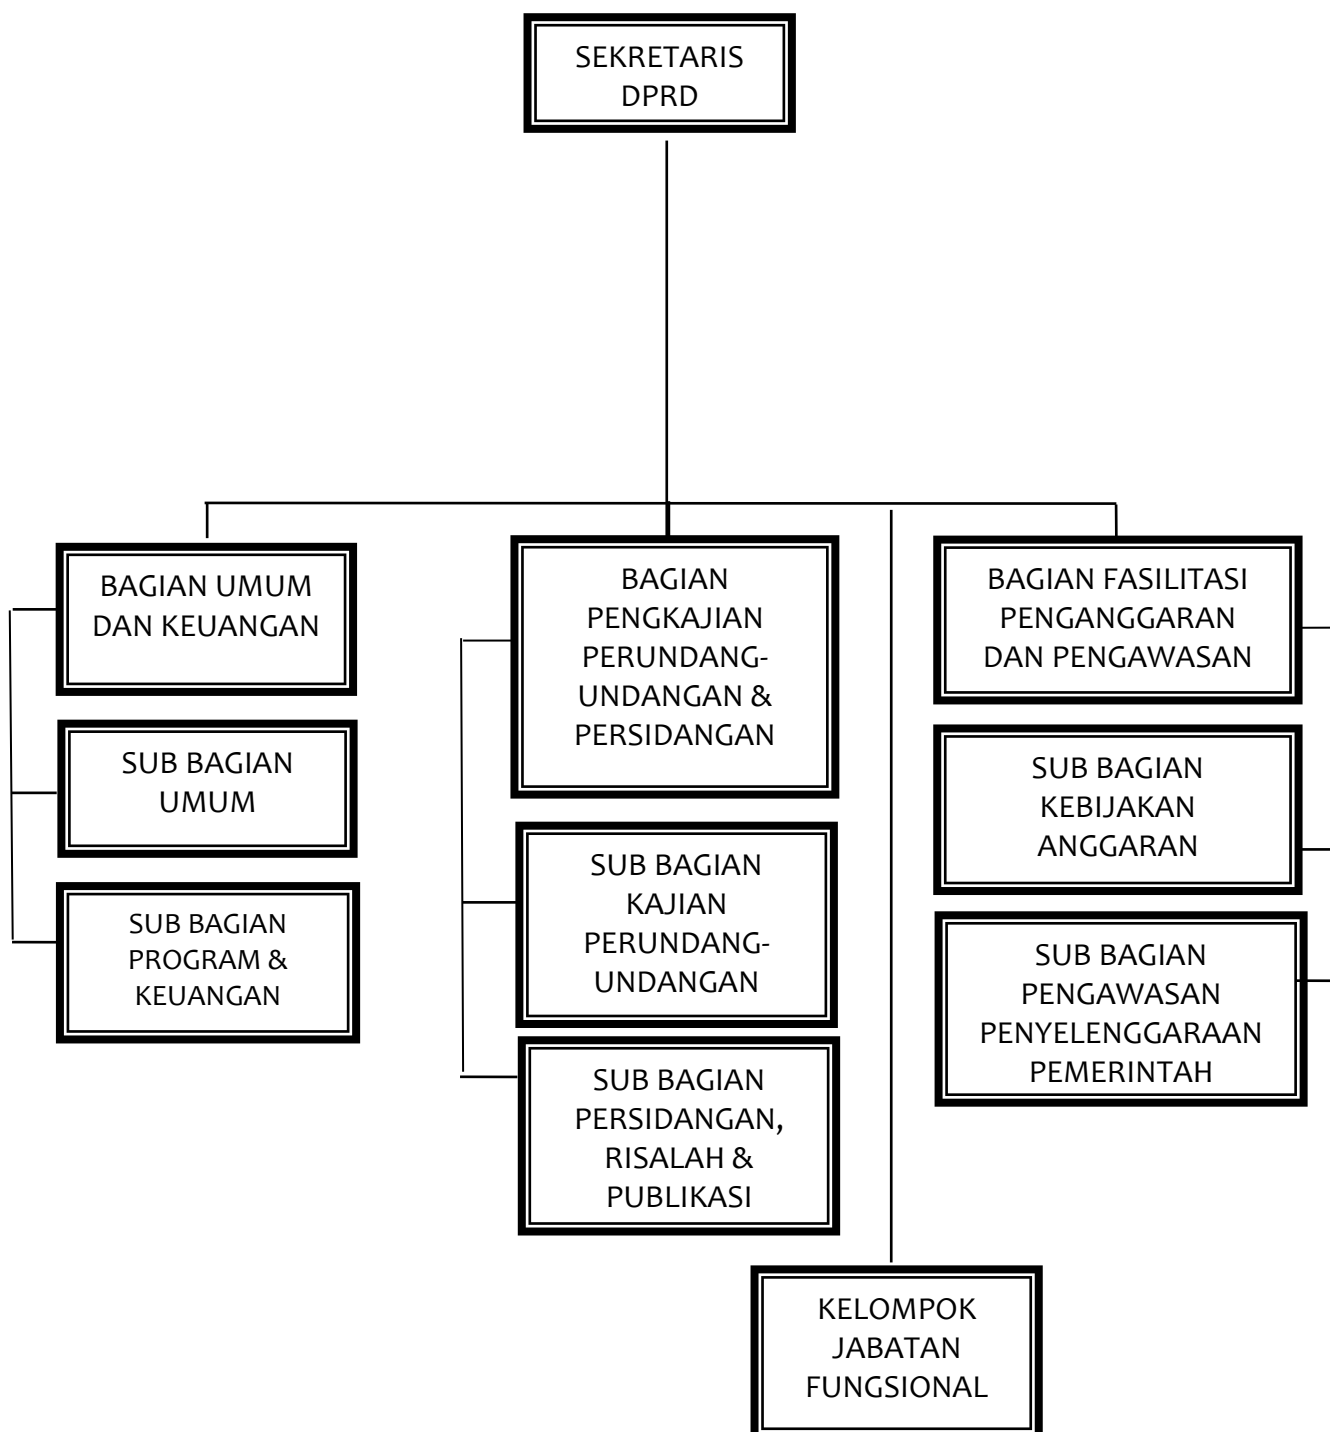 SEKRETARIS
DPRD
BAGIAN UMUM
DAN KEUANGAN
SUB BAGIAN
UMUM
SUB BAGIAN
PROGRAM &
KEUANGAN
BAGIAN
PENGKAJIAN
PERUNDANG-
UNDANGAN &
PERSIDANGAN
SUB BAGIAN
KAJIAN
PERUNDANG-
UNDANGAN
SUB BAGIAN
PERSIDANGAN,
RISALAH &
PUBLIKASI
BAGIAN FASILITASI
PENGANGGARAN
DAN PENGAWASAN
SUB BAGIAN
KEBIJAKAN
ANGGARAN
SUB BAGIAN
PENGAWASAN
PENYELENGGARAAN
PEMERINTAH
KELOMPOK
JABATAN
FUNGSIONAL